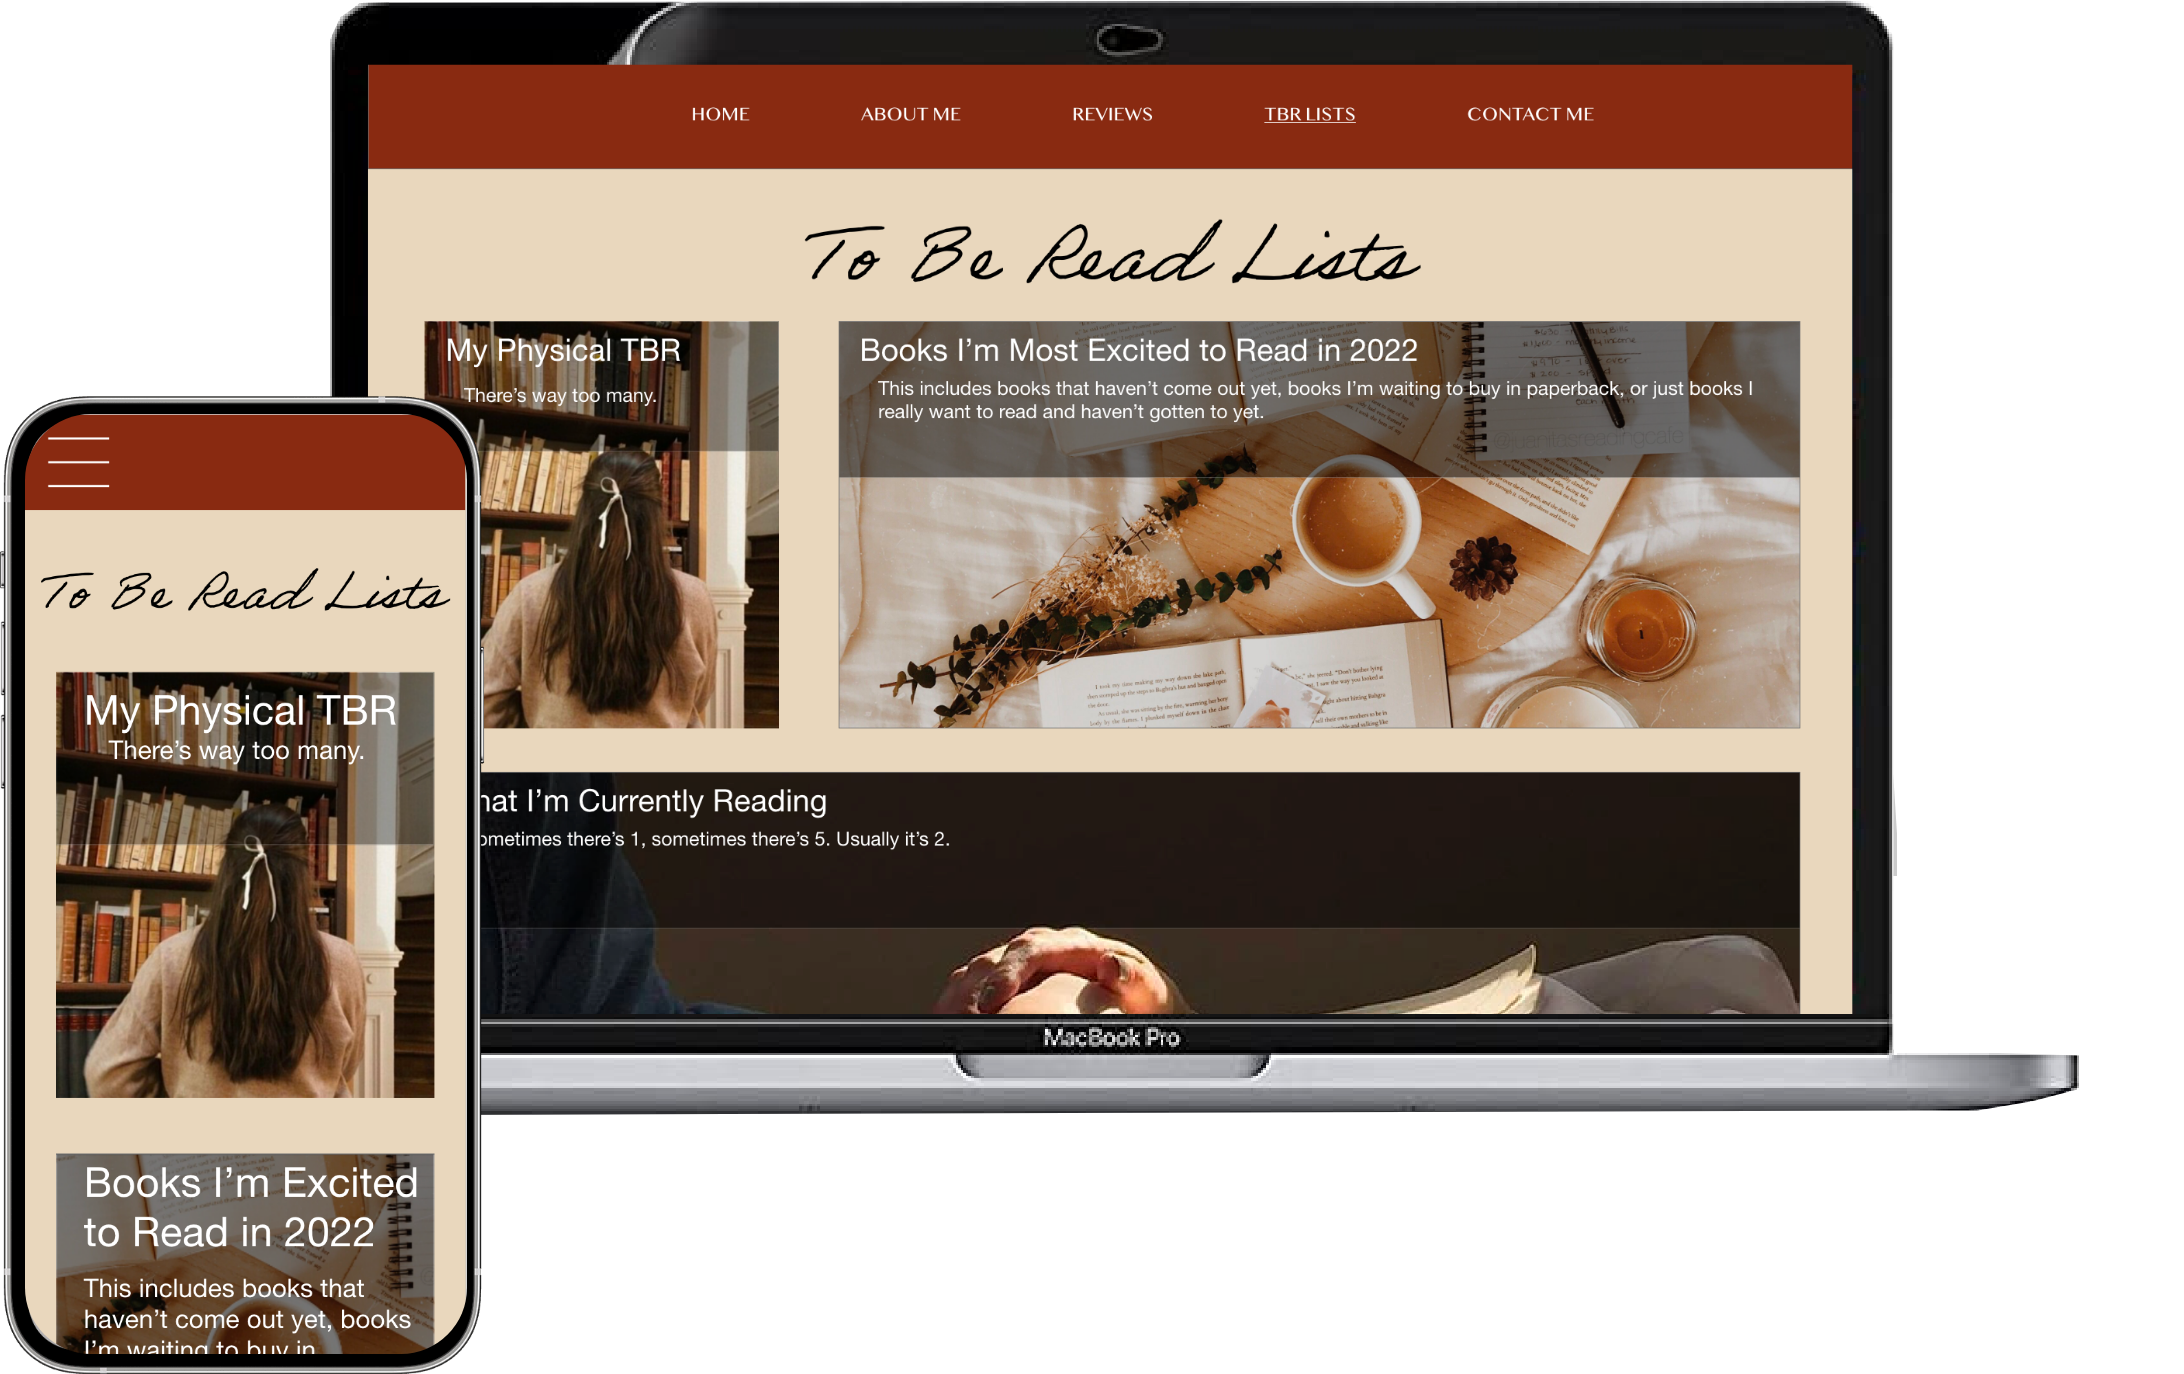 HOME
ABOUT ME
REVIEWS
TBR LISTS
CONTACT ME
To Be Read Lists
My Physical TBR
There's way too many.
Books I'm Most Excited to Read in 2022
This includes books that haven't come out yet, books I'm waiting to buy in paperback, or just books I
really want to read and haven't gotten to yet.
hat I'm Currently Reading
ometimes there's 1, sometimes there's 5. Usually it's 2.
MacBook Pro
To Be Read Lists
My Physical TBR
There's way too many.
Books I'm Excited
to Read in 2022
This includes books that
haven't come out yet, books
I'm waiting to buy in